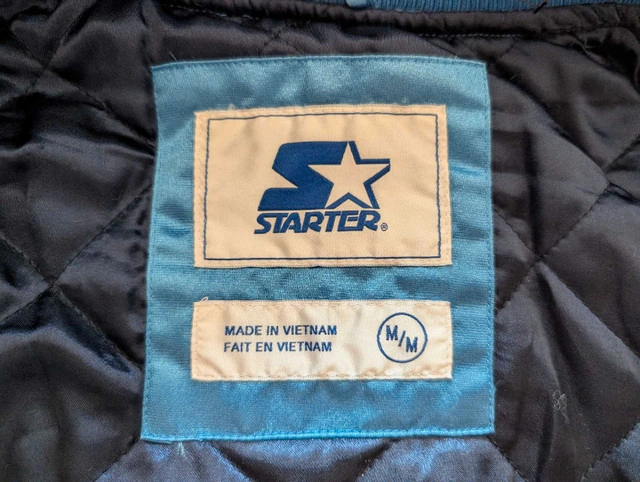 STARTER®
MADE IN VIETNAM
FAIT EN VIETNAM
M/M